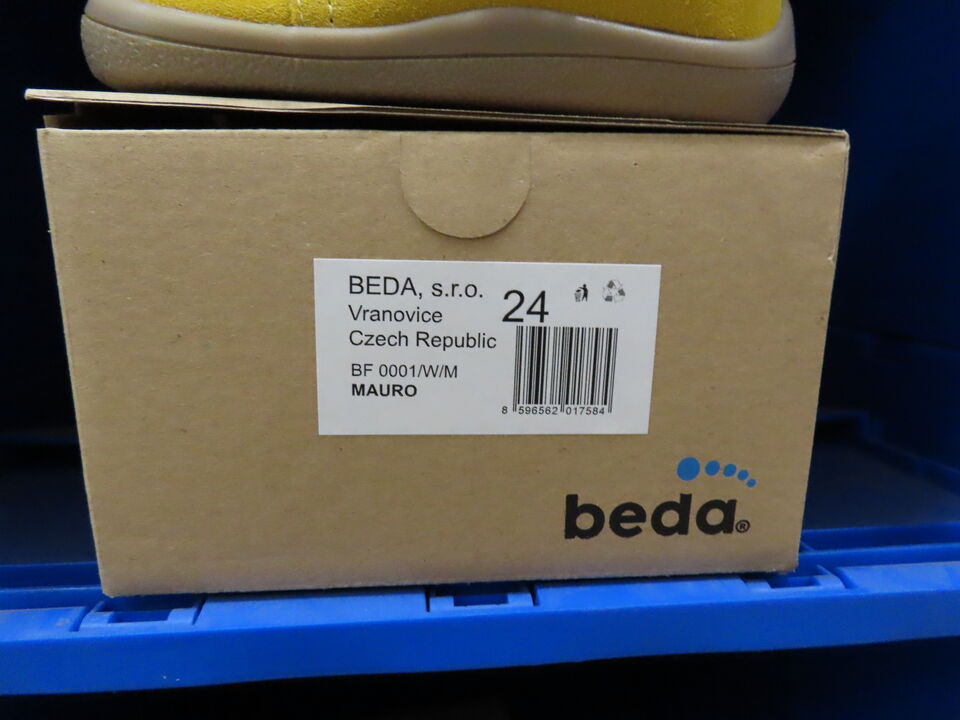 BEDA, s.r.o.
Vranovice
Czech Republic
24
BF 0001/W/M
MAURO
8 596562 017584
beda®